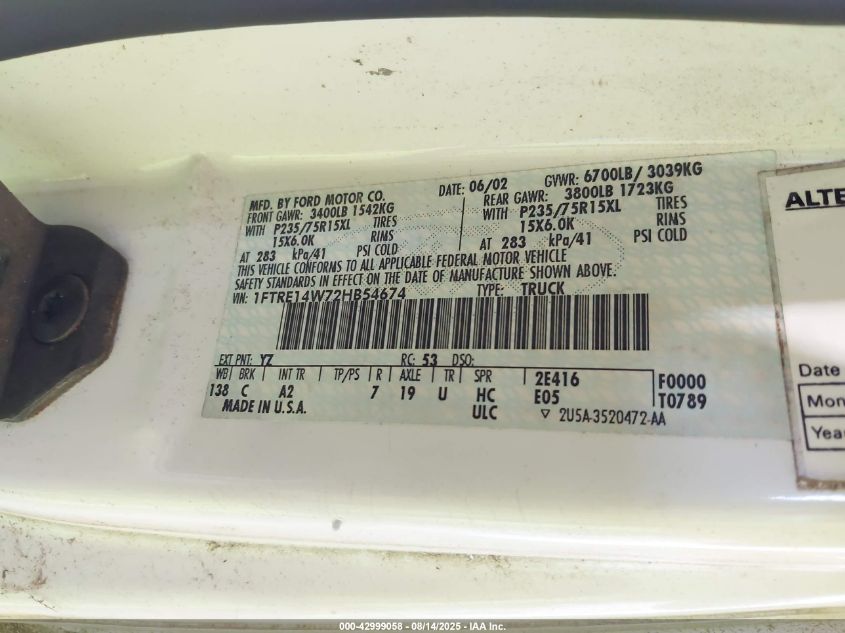 MFD. BY FORD MOTOR CO. DATE: 06/02 GVWR: 6700LB/ 3039KG
FRONT GAWR: 3400LB 1542KG REAR GAWR: 3800LB 1723KG
WITH P235/75R15XL TIRES WITH P235/75R15XL TIRES
15X6.0K RIMS 15X6.0K RIMS
AT 283 kPa/41 PSI COLD AT 283 kPa/41 PSI COLD
THIS VEHICLE CONFORMS TO ALL APPLICABLE FEDERAL MOTOR VEHICLE
SAFETY STANDARDS IN EFFECT ON THE DATE OF MANUFACTURE SHOWN ABOVE.
VIN: 1FTRE14W72HB54674 TYPE: TRUCK
EXT PNT: YZ RC: 53 DSO:
WB BRK INT TR TP/PS R AXLE TR SPR 2E416 F0000
138 C A2 7 19 U HC E05 T0789
MADE IN U.S.A. ULC ▽ 2U5A-3520472-AA
ALTE
Date
Mon
Year
000-42999058 - 08/14/2025 - IAA Inc.